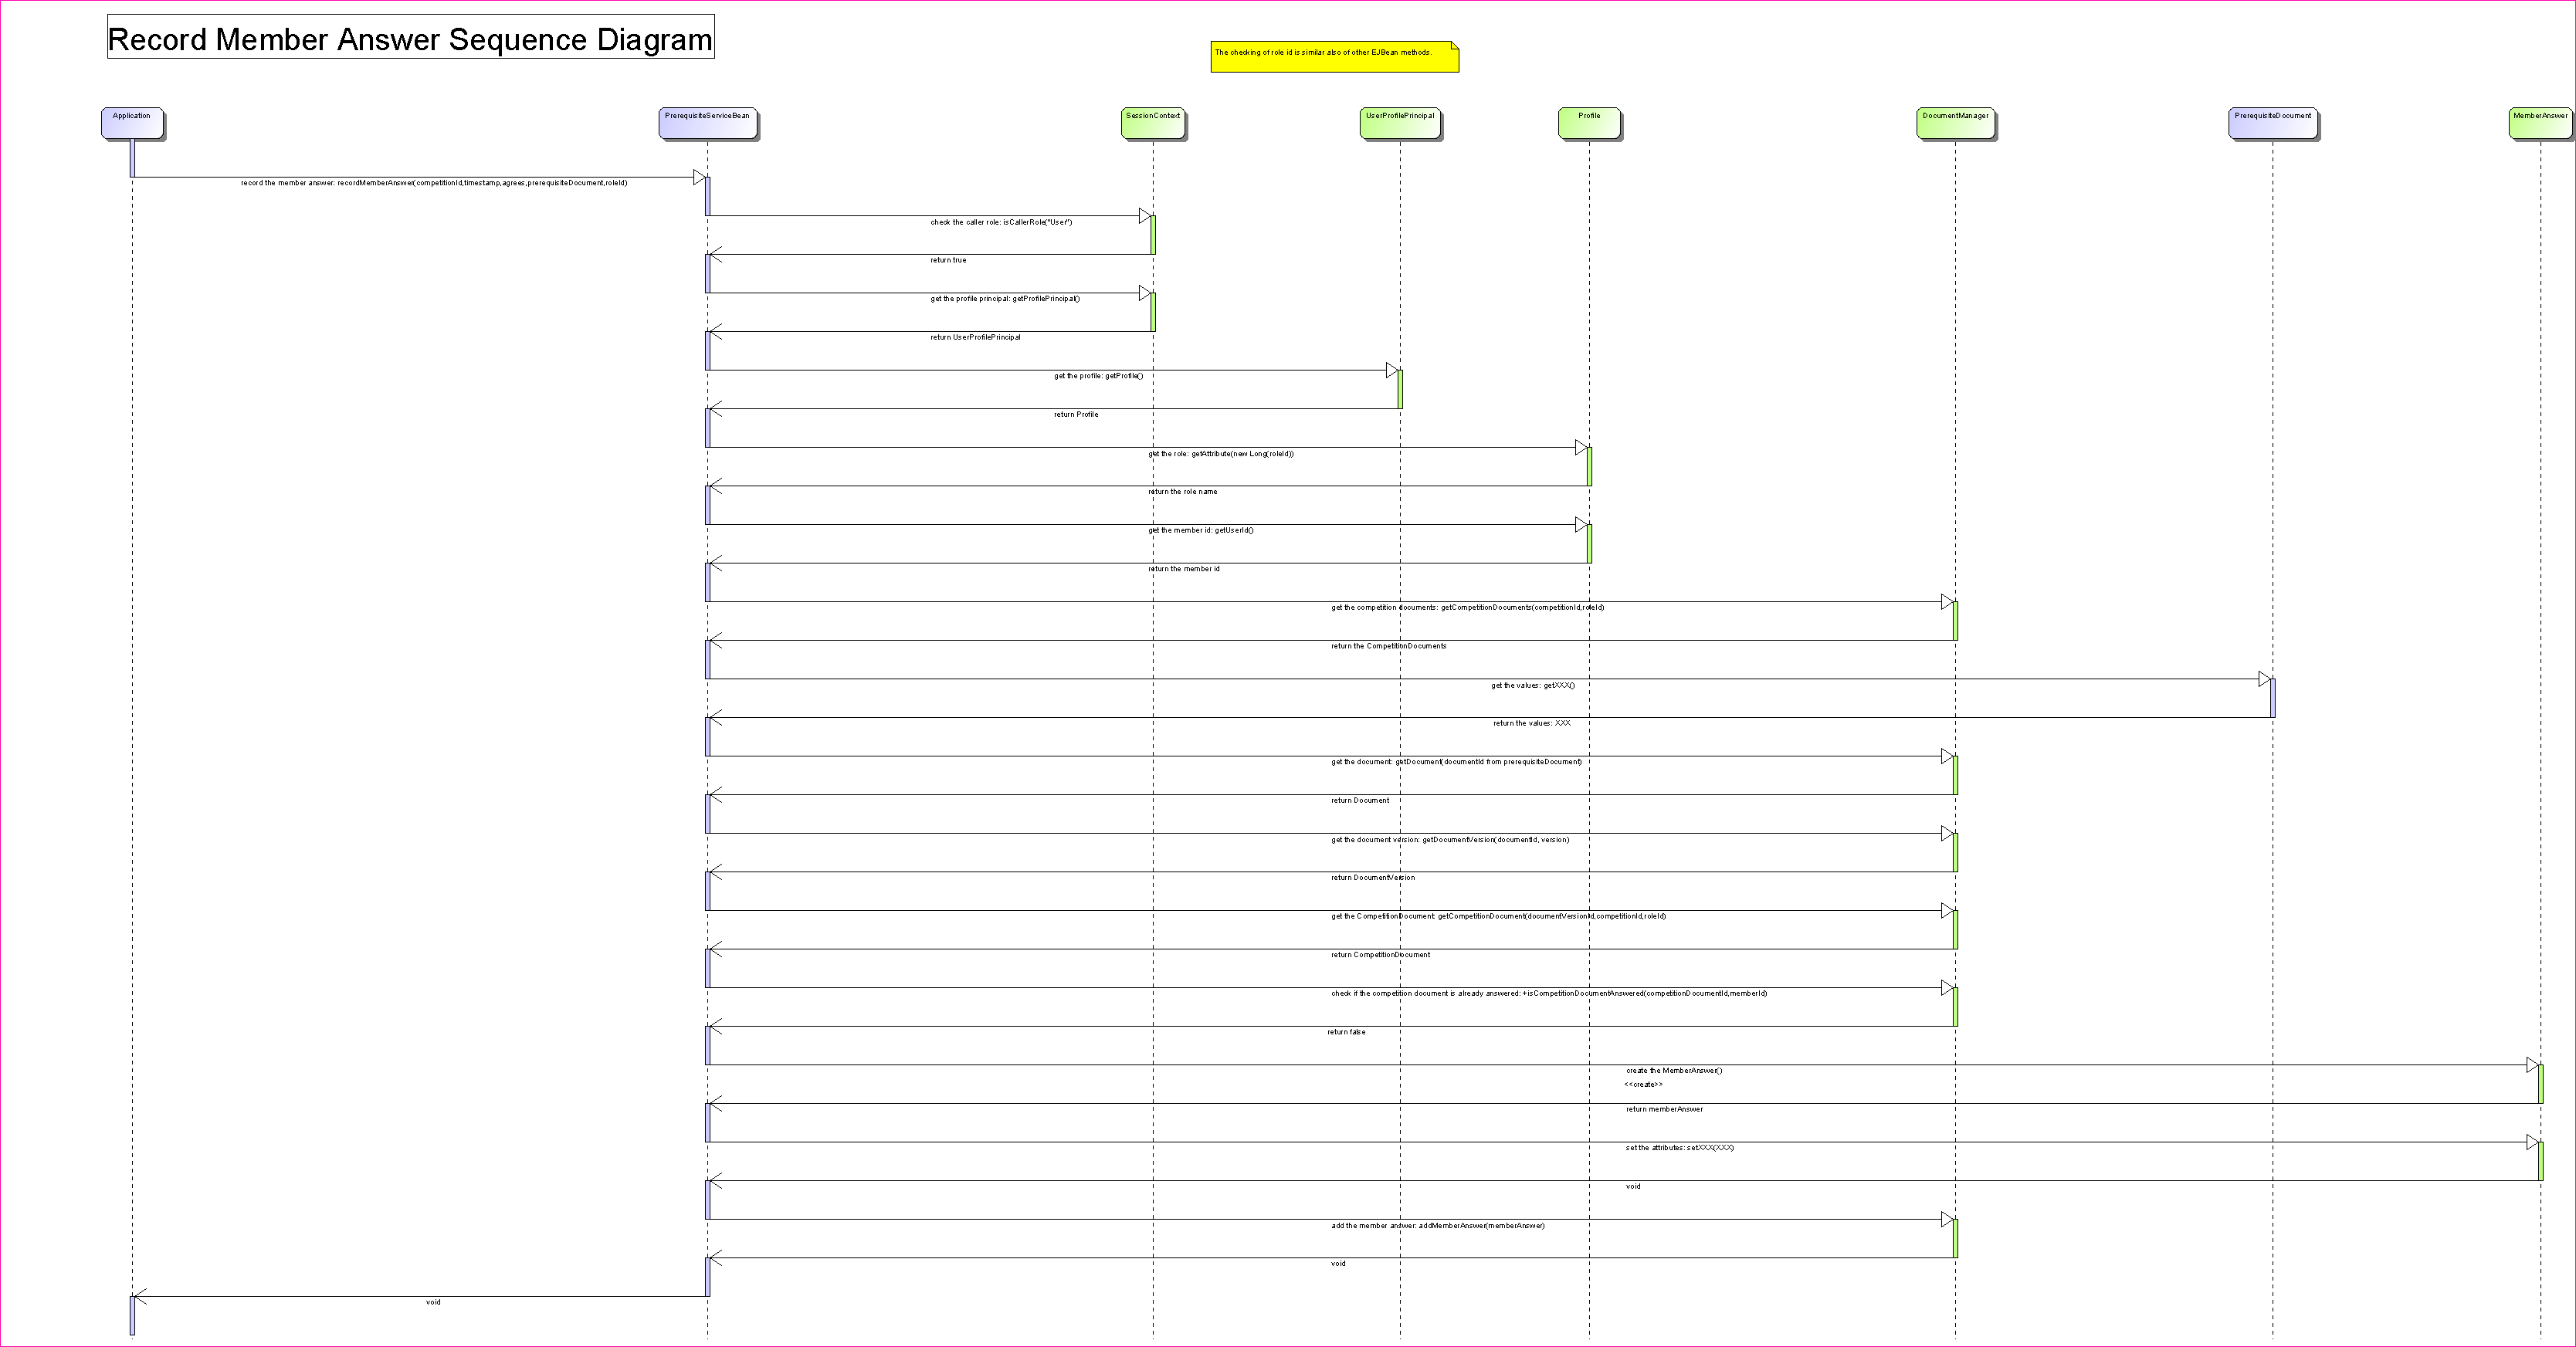 Record Member Answer Sequence Diagram
The checking of role id is similar also of other EJBean methods.
Application
PrerequisiteServiceBean
SessionContext
UserProfilePrincipal
Profile
DocumentManager
PrerequisiteDocument
MemberAnswer
record the member answer: recordMemberAnswer(competitionId,timestamp,agrees,prerequisiteDocument,roleId)
check the caller role: isCallerRole("User")
return true
get the profile principal: getProfilePrincipal()
return UserProfilePrincipal
get the profile: getProfile()
return Profile
get the role: getAttribute(new Long(roleId))
return the role name
get the member id: getUserId()
return the member id
get the competition documents: getCompetitionDocuments(competitionId,roleId)
return the CompetitionDocuments
get the values: getXXX()
return the values: XXX
get the document: getDocument(documentId from prerequisiteDocument)
return Document
get the document version: getDocumentVersion(documentId, version)
return DocumentVersion
get the CompetitionDocument: getCompetitionDocument(documentVersionId,competitionId,roleId)
return CompetitionDocument
check if the competition document is already answered: +isCompetitionDocumentAnswered(competitionDocumentId,memberId)
return false
create the MemberAnswer()
<<create>>
return memberAnswer
set the attributes: setXXX(XXX)
void
add the member answer: addMemberAnswer(memberAnswer)
void
void